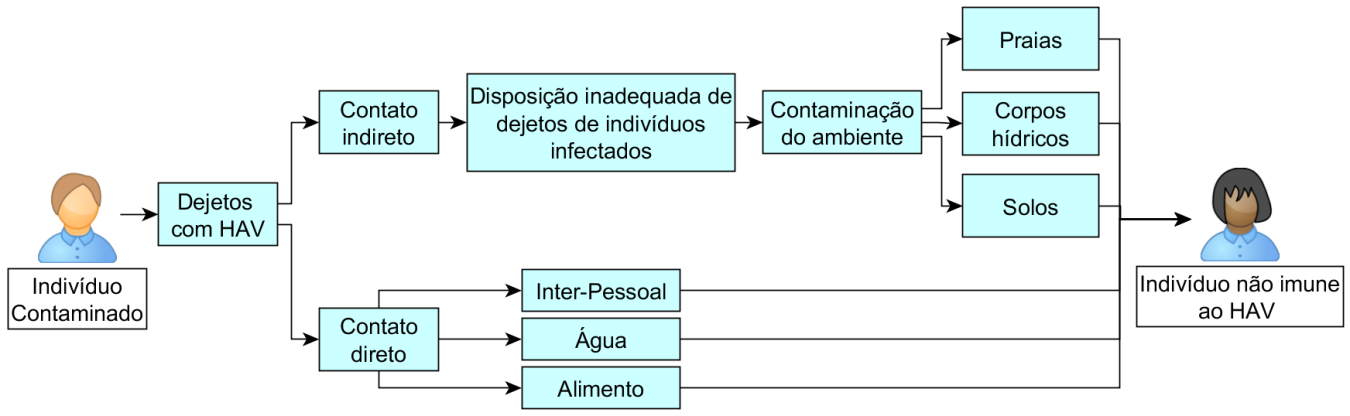 Indivíduo
Contaminado
Dejetos
com HAV
Contato
indireto
Disposição inadequada de
dejetos de indivíduos
infectados
Contaminação
do ambiente
Praias
Corpos
hídricos
Solos
Contato
direto
Inter-Pessoal
Água
Alimento
Indivíduo não imune
ao HAV